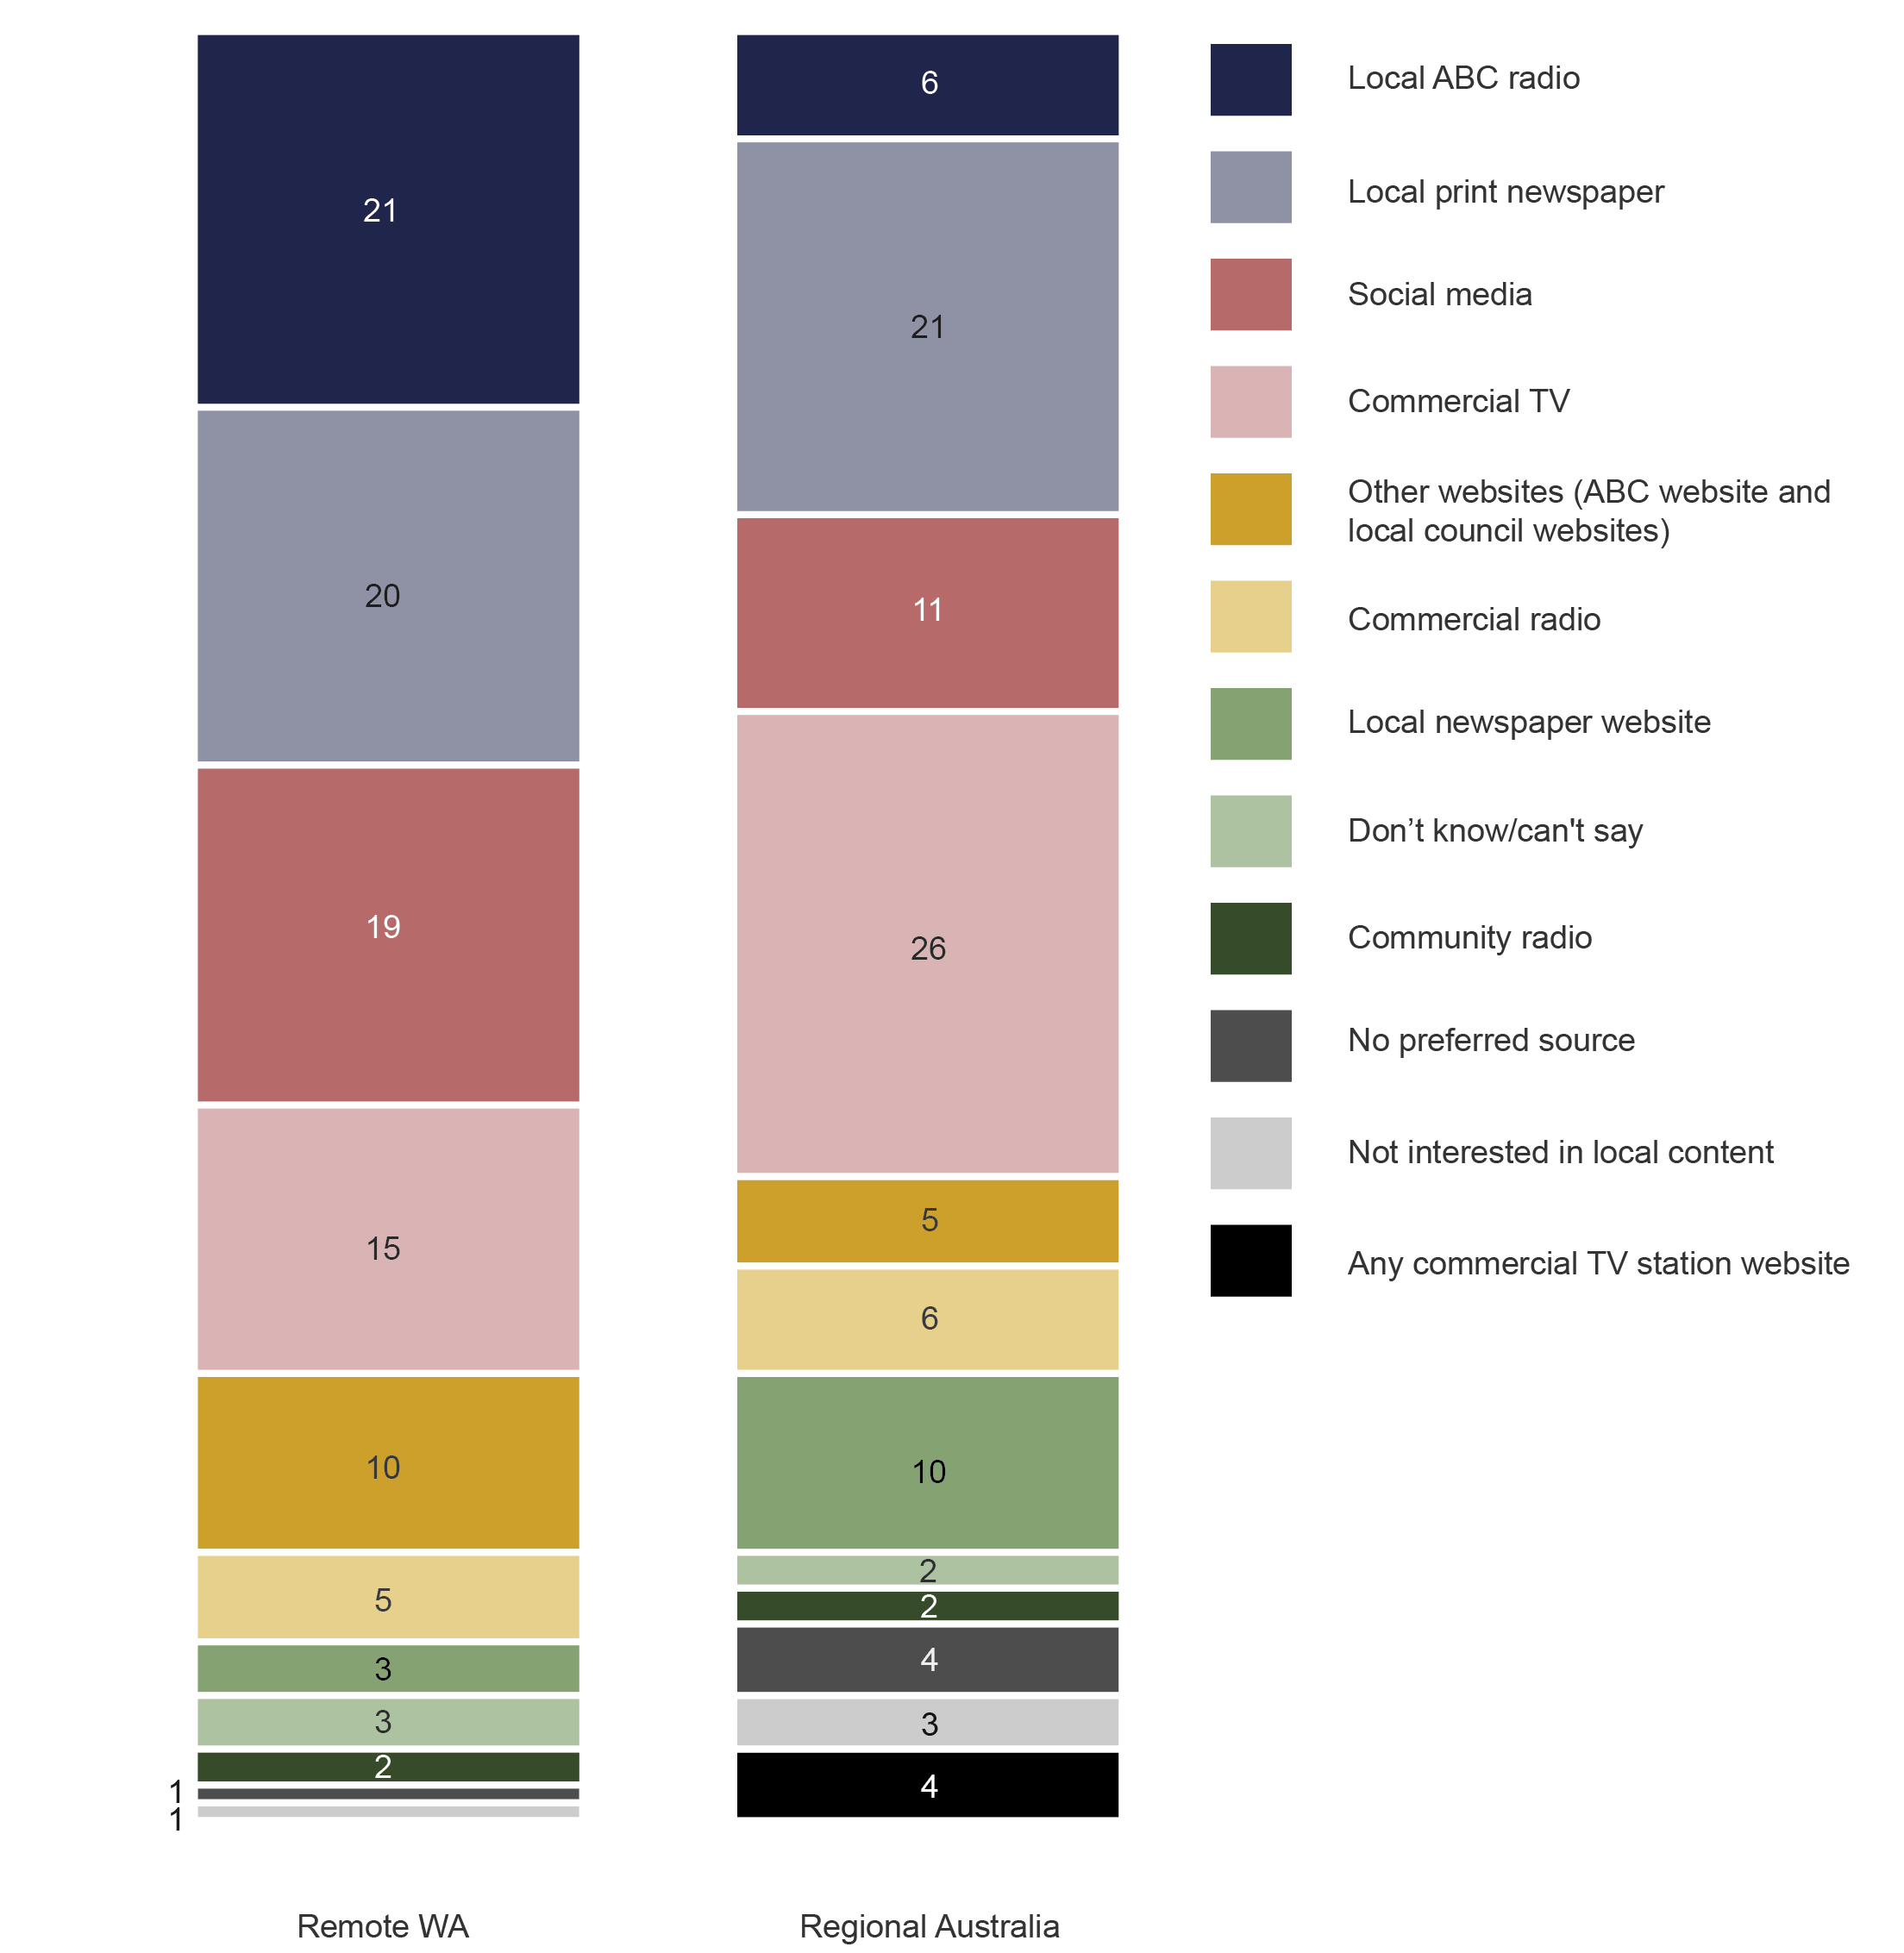 21
20
19
15
10
5
3
3
2
1
1
Remote WA
6
21
11
26
5
6
10
2
2
4
3
4
Regional Australia
Local ABC radio
Local print newspaper
Social media
Commercial TV
Other websites (ABC website and
local council websites)
Commercial radio
Local newspaper website
Don’t know/can't say
Community radio
No preferred source
Not interested in local content
Any commercial TV station website